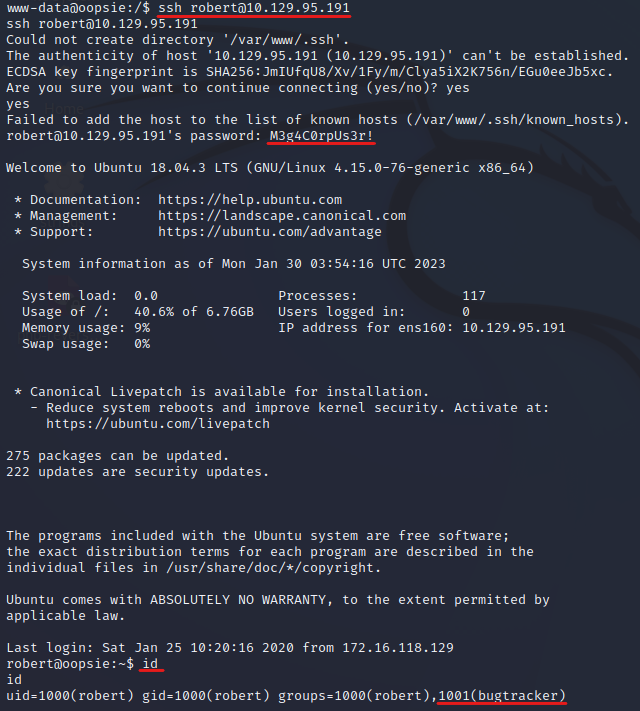 www-data@oopsie:/$ ssh robert@10.129.95.191
ssh robert@10.129.95.191
Could not create directory '/var/www/.ssh'.
The authenticity of host '10.129.95.191 (10.129.95.191)' can't be established.
ECDSA key fingerprint is SHA256:JmIUfqU8/Xv/1Fy/m/Clya5iX2K756n/EGu0eeJb5xc.
Are you sure you want to continue connecting (yes/no)? yes
yes
Failed to add the host to the list of known hosts (/var/www/.ssh/known_hosts).
robert@10.129.95.191's password: M3g4C0rpUs3r!
Welcome to Ubuntu 18.04.3 LTS (GNU/Linux 4.15.0-76-generic x86_64)
* Documentation: https://help.ubuntu.com
* Management: https://landscape.canonical.com
* Support: https://ubuntu.com/advantage
System information as of Mon Jan 30 03:54:16 UTC 2023
System load: 0.0 Processes: 117
Usage of /: 40.6% of 6.76GB Users logged in: 0
Memory usage: 9% IP address for ens160: 10.129.95.191
Swap usage: 0%
* Canonical Livepatch is available for installation.
- Reduce system reboots and improve kernel security. Activate at:
https://ubuntu.com/livepatch
275 packages can be updated.
222 updates are security updates.
The programs included with the Ubuntu system are free software;
the exact distribution terms for each program are described in the
individual files in /usr/share/doc/*/copyright.
Ubuntu comes with ABSOLUTELY NO WARRANTY, to the extent permitted by
applicable law.
Last login: Sat Jan 25 10:20:16 2020 from 172.16.118.129
robert@oopsie:~$ id
id
uid=1000(robert) gid=1000(robert) groups=1000(robert),1001(bugtracker)